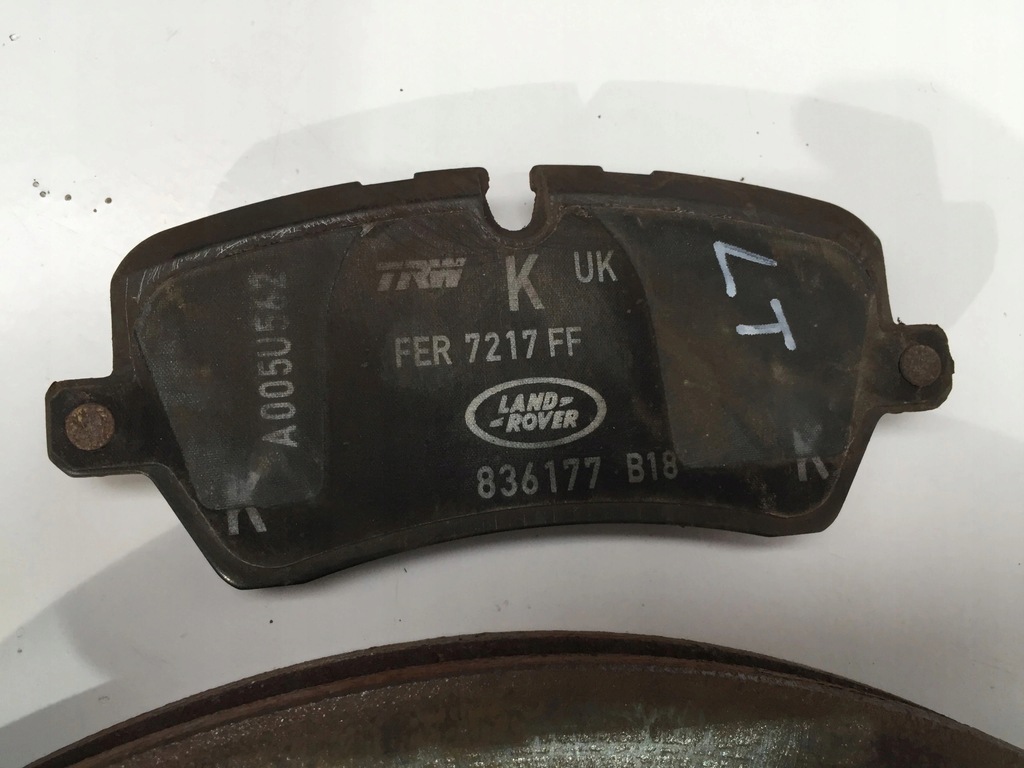 TRW K UK
FER 7217 FF
LAND-
-ROVER
836177 B18
A005U562
K
K
LT